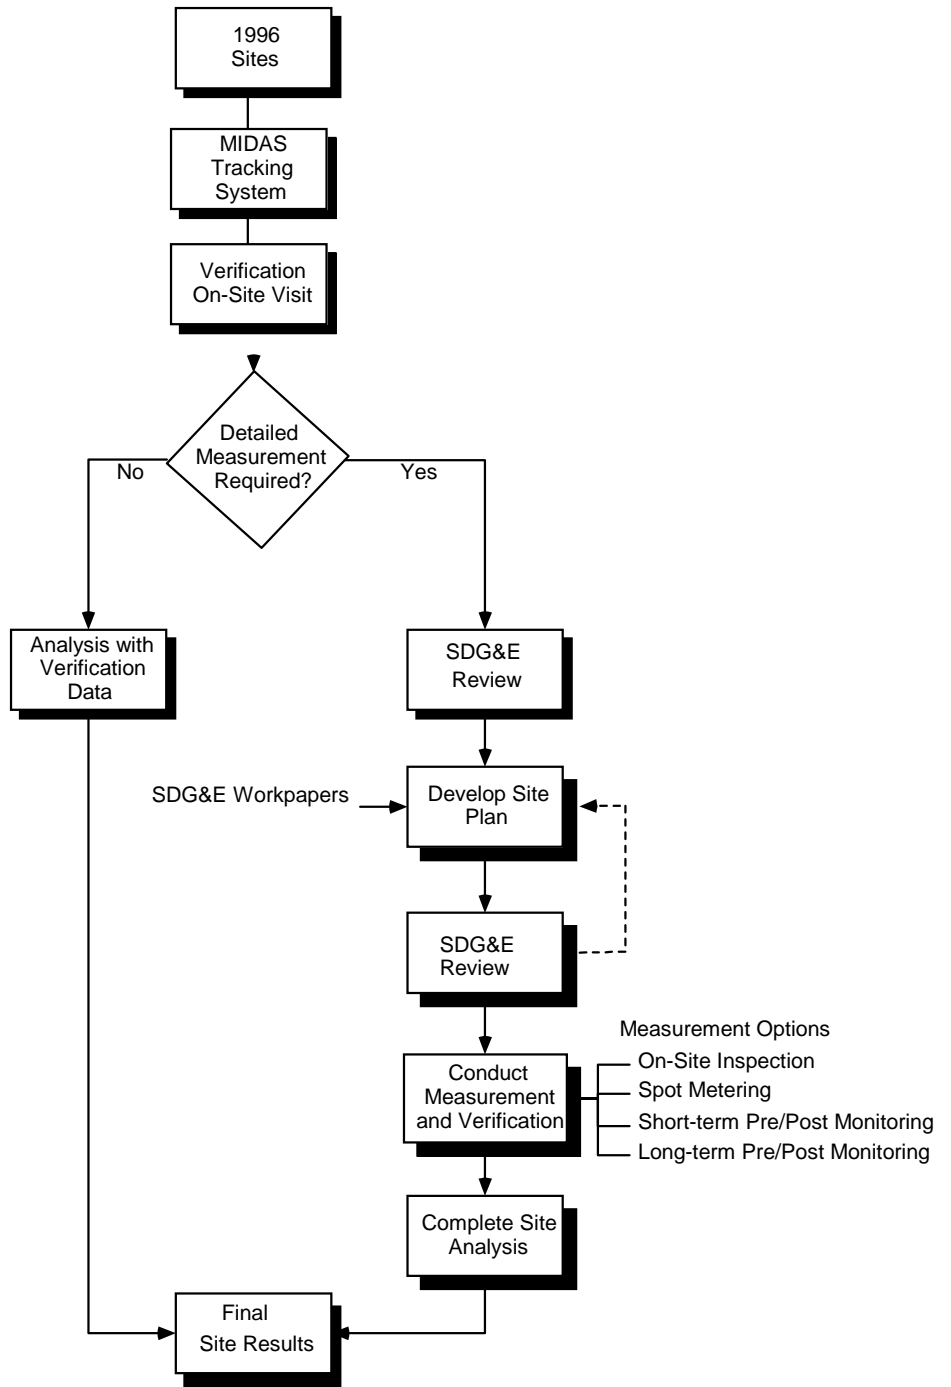 1996
Sites
MIDAS
Tracking
System
Verification
On-Site Visit
Detailed
Measurement
Required?
No
Yes
Analysis with
Verification
Data
SDG&E
Review
SDG&E Workpapers
Develop Site
Plan
SDG&E
Review
Conduct
Measurement
and Verification
Measurement Options
On-Site Inspection
Spot Metering
Short-term Pre/Post Monitoring
Long-term Pre/Post Monitoring
Complete Site
Analysis
Final
Site Results